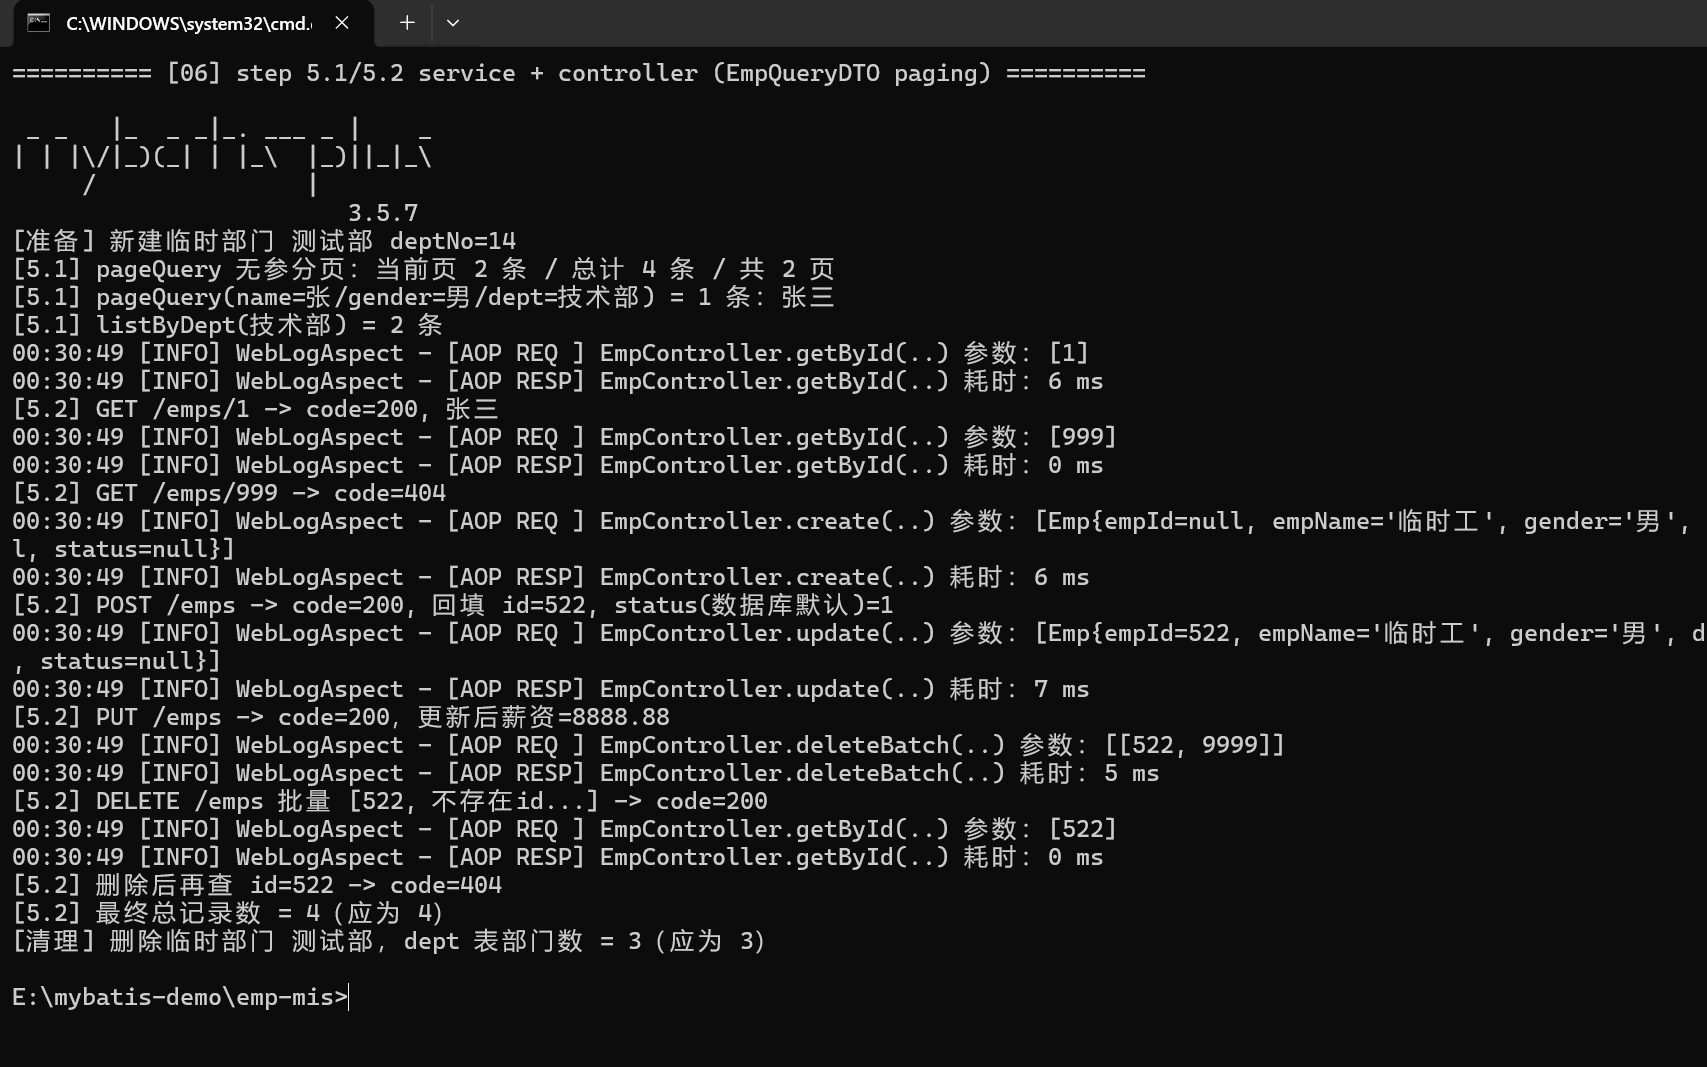 C:\WINDOWS\system32\cmd.
========== [06] step 5.1/5.2 service + controller (EmpQueryDTO paging) ==========
 _ _   |_  _ _|_. ___ _ |    _
| | |\/|_)(_| | |_\  |_)||_|_\
     /               |
                        3.5.7
[准备] 新建临时部门 测试部 deptNo=14
[5.1] pageQuery 无参分页: 当前页 2 条 / 总计 4 条 / 共 2 页
[5.1] pageQuery(name=张/gender=男/dept=技术部) = 1 条: 张三
[5.1] listByDept(技术部) = 2 条
00:30:49 [INFO] WebLogAspect - [AOP REQ ] EmpController.getById(..) 参数: [1]
00:30:49 [INFO] WebLogAspect - [AOP RESP] EmpController.getById(..) 耗时: 6 ms
[5.2] GET /emps/1 -> code=200, 张三
00:30:49 [INFO] WebLogAspect - [AOP REQ ] EmpController.getById(..) 参数: [999]
00:30:49 [INFO] WebLogAspect - [AOP RESP] EmpController.getById(..) 耗时: 0 ms
[5.2] GET /emps/999 -> code=404
00:30:49 [INFO] WebLogAspect - [AOP REQ ] EmpController.create(..) 参数: [Emp{empId=null, empName='临时工', gender='男',
l, status=null}]
00:30:49 [INFO] WebLogAspect - [AOP RESP] EmpController.create(..) 耗时: 6 ms
[5.2] POST /emps -> code=200, 回填 id=522, status(数据库默认)=1
00:30:49 [INFO] WebLogAspect - [AOP REQ ] EmpController.update(..) 参数: [Emp{empId=522, empName='临时工', gender='男', d
, status=null}]
00:30:49 [INFO] WebLogAspect - [AOP RESP] EmpController.update(..) 耗时: 7 ms
[5.2] PUT /emps -> code=200, 更新后薪资=8888.88
00:30:49 [INFO] WebLogAspect - [AOP REQ ] EmpController.deleteBatch(..) 参数: [[522, 9999]]
00:30:49 [INFO] WebLogAspect - [AOP RESP] EmpController.deleteBatch(..) 耗时: 5 ms
[5.2] DELETE /emps 批量 [522, 不存在id...] -> code=200
00:30:49 [INFO] WebLogAspect - [AOP REQ ] EmpController.getById(..) 参数: [522]
00:30:49 [INFO] WebLogAspect - [AOP RESP] EmpController.getById(..) 耗时: 0 ms
[5.2] 删除后再查 id=522 -> code=404
[5.2] 最终总记录数 = 4（应为 4）
[清理] 删除临时部门 测试部, dept 表部门数 = 3（应为 3）
E:\mybatis-demo\emp-mis>